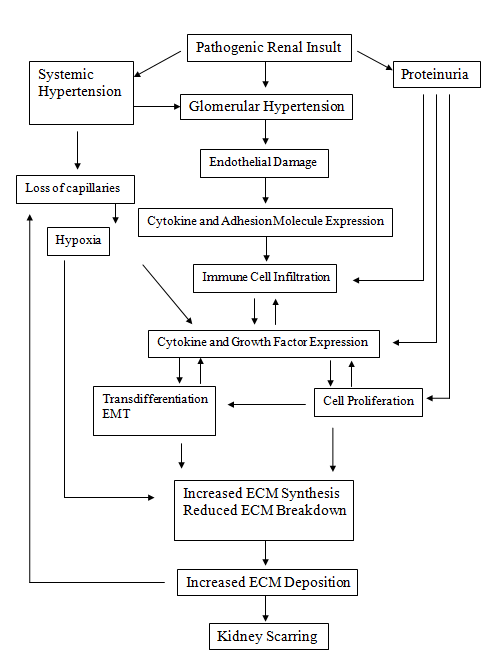 Pathogenic Renal Insult
Systemic
Hypertension
Proteinuria
Glomerular Hypertension
Endothelial Damage
Loss of capillaries
Cytokine and Adhesion Molecule Expression
Hypoxia
Immune Cell Infiltration
Cytokine and Growth Factor Expression
Transdifferentiation
EMT
Cell Proliferation
Increased ECM Synthesis
Reduced ECM Breakdown
Increased ECM Deposition
Kidney Scarring